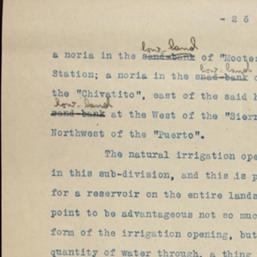 - 25
low-land
a noria in the sand-bank of "Mocte
low-land
Station; a noria in the snad-bank o
the "Chivatito", east of the said h
low-land
sand-bank at the West of the "Sierr
Northwest of the "Puerto".
The natural irrigation ope
in this sub-division, and this is p
for a reservoir on the entire lands
point to be advantageous not so muc
form of the irrigation opening, but
quantity of water through, a thing